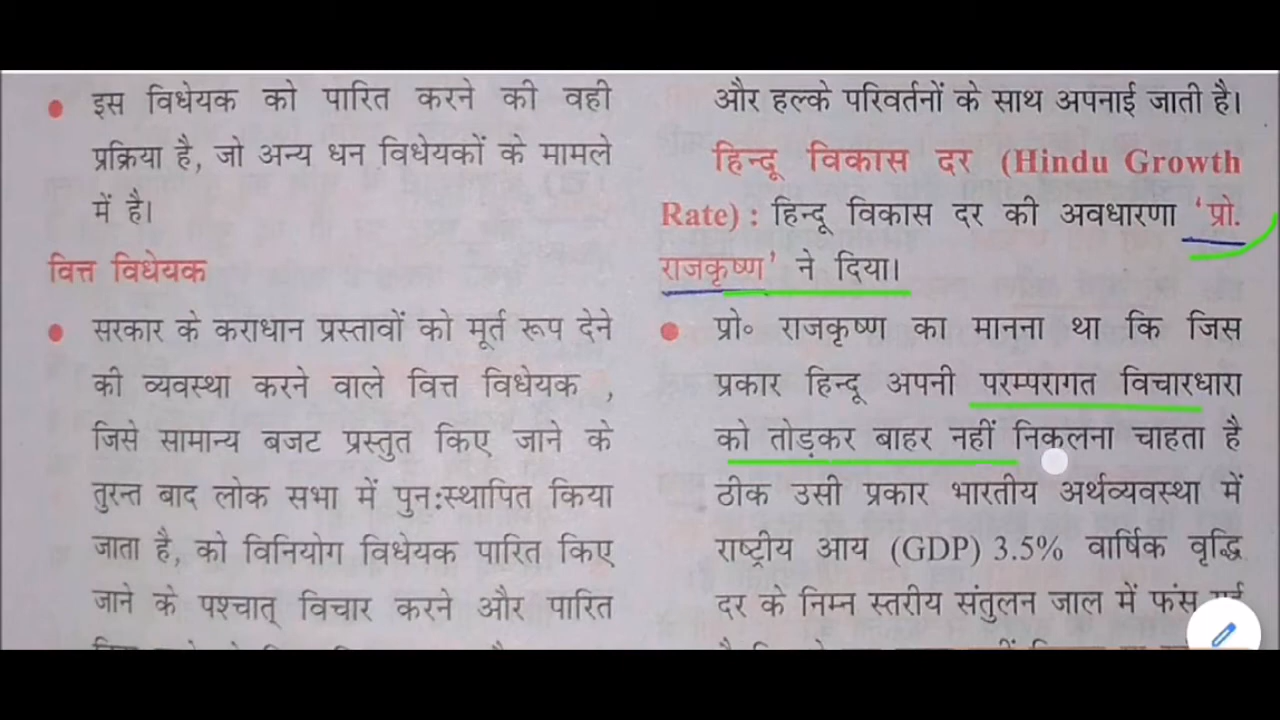 इस विधेयक को पारित करने की वही
प्रक्रिया है, जो अन्य धन विधेयकों के मामले
में है।
वित्त विधेयक
सरकार के कराधान प्रस्तावों को मूर्त रूप देने
की व्यवस्था करने वाले वित्त विधेयक ,
जिसे सामान्य बजट प्रस्तुत किए जाने के
तुरन्त बाद लोक सभा में पुन:स्थापित किया
जाता है, को विनियोग विधेयक पारित किए
जाने के पश्चात् विचार करने और पारित
और हल्के परिवर्तनों के साथ अपनाई जाती है।
हिन्दू विकास दर (Hindu Growth
Rate) : हिन्दू विकास दर की अवधारणा ‘प्रो.
राजकृष्ण’ ने दिया।
प्रो॰ राजकृष्ण का मानना था कि जिस
प्रकार हिन्दू अपनी परम्परागत विचारधारा
को तोड़कर बाहर नहीं निकलना चाहता है
ठीक उसी प्रकार भारतीय अर्थव्यवस्था में
राष्ट्रीय आय (GDP) 3.5% वार्षिक वृद्धि
दर के निम्न स्तरीय संतुलन जाल में फंस